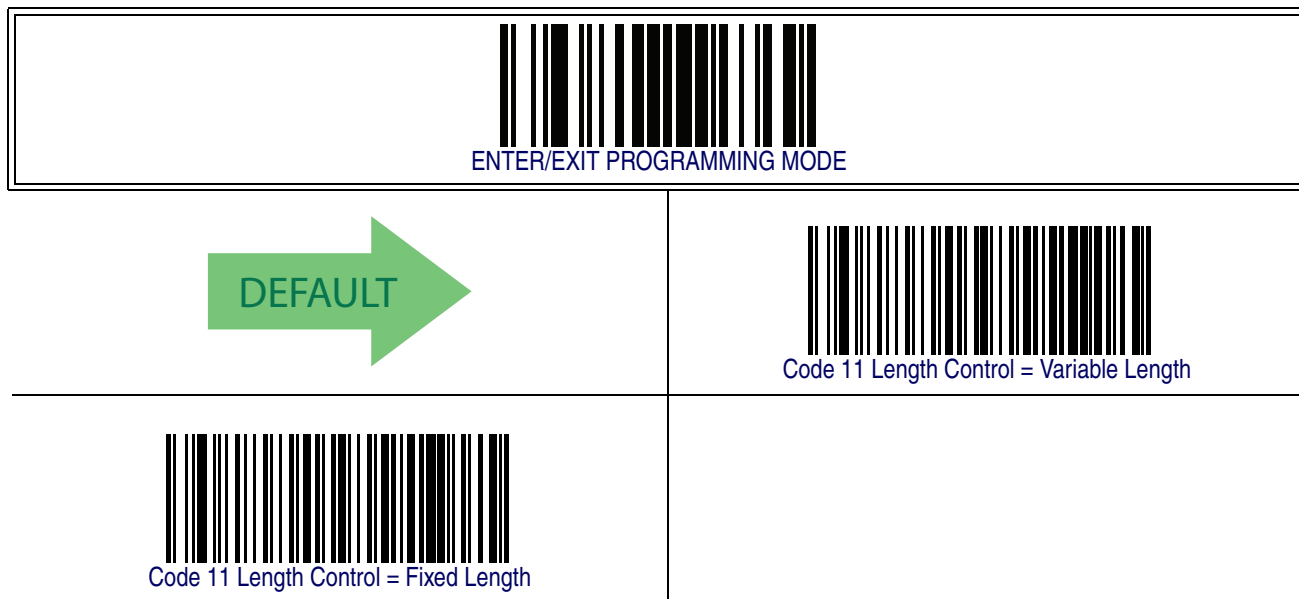 ENTER/EXIT PROGRAMMING MODE
DEFAULT
Code 11 Length Control = Variable Length
Code 11 Length Control = Fixed Length